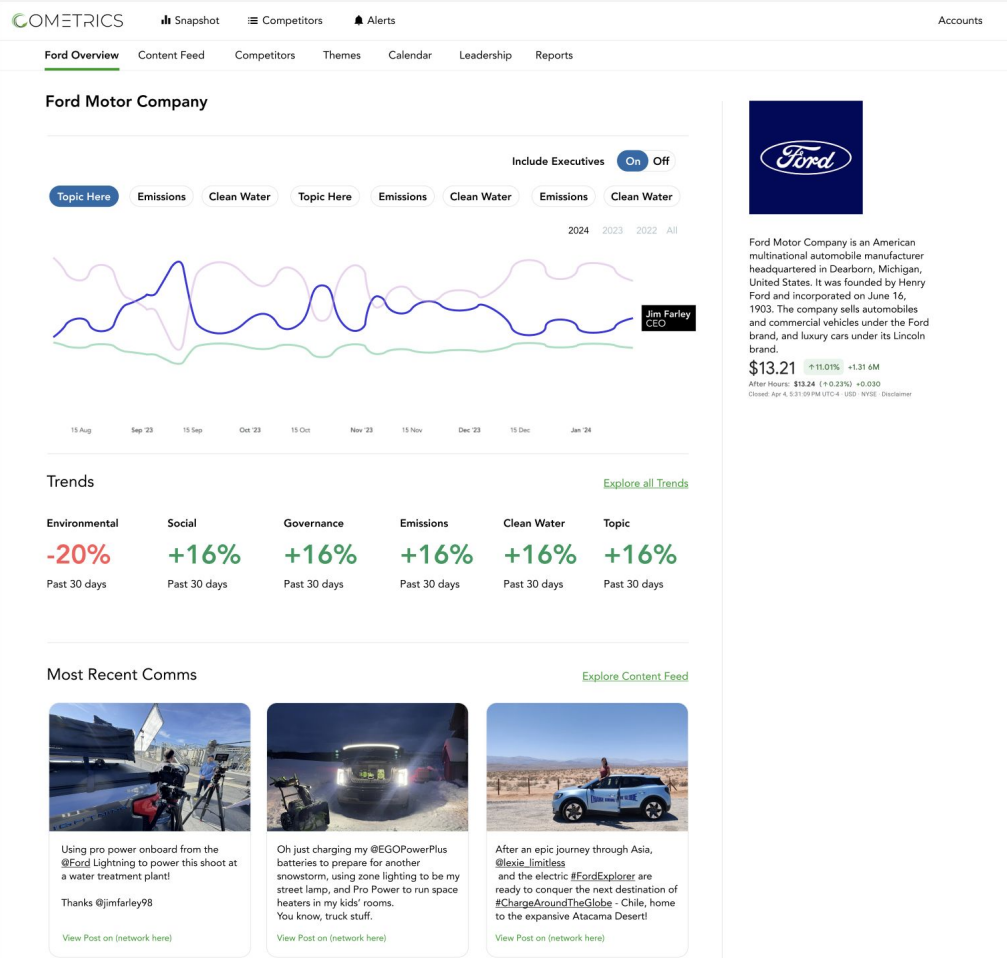 COMETRICS
Snapshot
Competitors
Alerts
Accounts
Ford Overview
Content Feed
Competitors
Themes
Calendar
Leadership
Reports
Ford Motor Company
Include Executives
On
Off
Topic Here
Emissions
Clean Water
Topic Here
Emissions
Clean Water
Emissions
Clean Water
2024
2023
2022
All
Jim Farley
CEO
15 Aug
Sep '23
15 Sep
Oct '23
15 Oct
Nov '23
15 Nov
Dec '23
15 Dec
Jan '24
Ford
Ford Motor Company is an American
multinational automobile manufacturer
headquartered in Dearborn, Michigan,
United States. It was founded by Henry
Ford and incorporated on June 16,
1903. The company sells automobiles
and commercial vehicles under the Ford
brand, and luxury cars under its Lincoln
brand.
$13.21 ↑11.01% +1.31 6M
After Hours: $13.24 (↑0.23%) +0.030
Closed: Apr 4, 5:31:09 PM UTC-4 · USD · NYSE · Disclaimer
Trends
Explore all Trends
Environmental
-20%
Past 30 days
Social
+16%
Past 30 days
Governance
+16%
Past 30 days
Emissions
+16%
Past 30 days
Clean Water
+16%
Past 30 days
Topic
+16%
Past 30 days
Most Recent Comms
Explore Content Feed
Using pro power onboard from the
@Ford Lightning to power this shoot at
a water treatment plant!
Thanks @jimfarley98
View Post on (network here)
Oh just charging my @EGOPowerPlus
batteries to prepare for another
snowstorm, using zone lighting to be my
street lamp, and Pro Power to run space
heaters in my kids' rooms.
You know, truck stuff.
View Post on (network here)
After an epic journey through Asia,
@lexie_limitless
and the electric #FordExplorer are
ready to conquer the next destination of
#ChargeAroundTheGlobe - Chile, home
to the expansive Atacama Desert!
View Post on (network here)